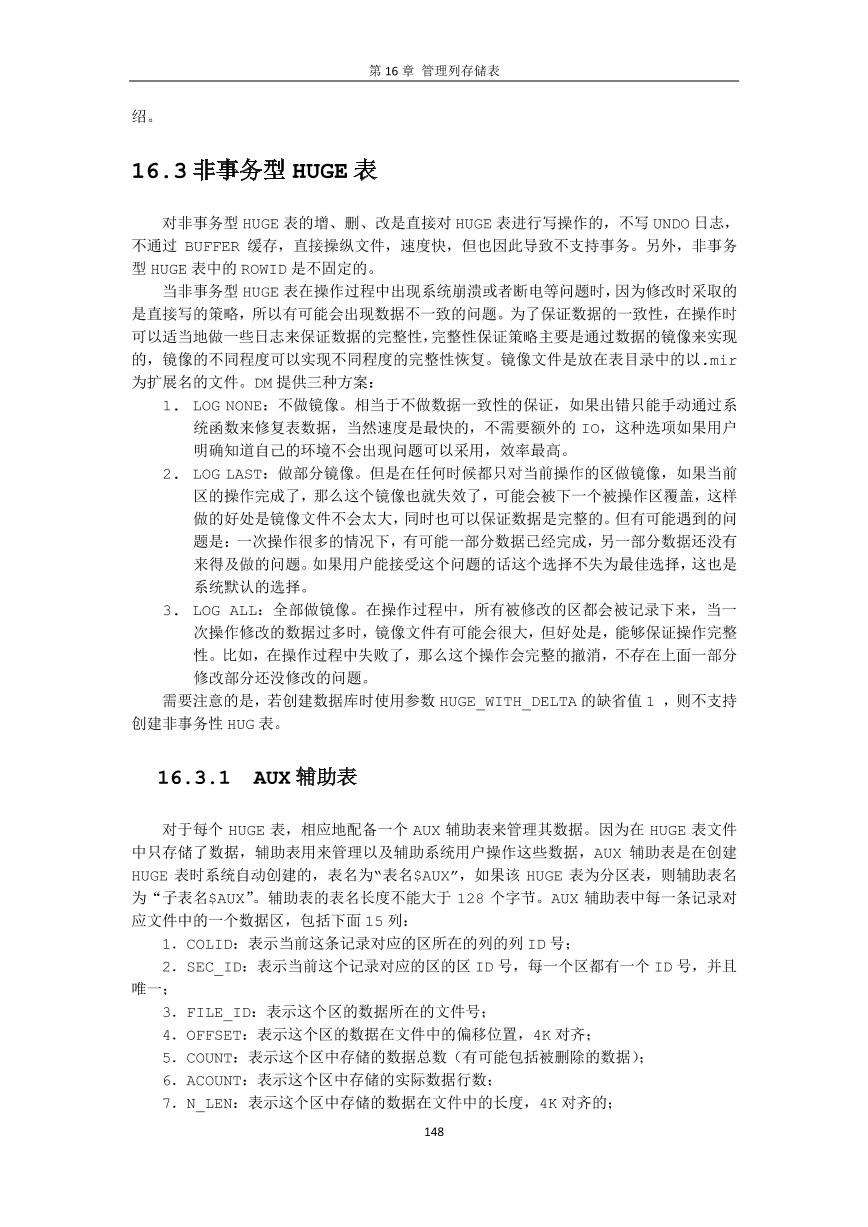 第 16 章 管理列存储表
绍。
16.3 非事务型 HUGE 表
对非事务型 HUGE 表的增、删、改是直接对 HUGE 表进行写操作的，不写 UNDO 日志，
不通过 BUFFER 缓存，直接操纵文件，速度快，但也因此导致不支持事务。另外，非事务
型 HUGE 表中的 ROWID 是不固定的。
当非事务型 HUGE 表在操作过程中出现系统崩溃或者断电等问题时，因为修改时采取的
是直接写的策略，所以有可能会出现数据不一致的问题。为了保证数据的一致性，在操作时
可以适当地做一些日志来保证数据的完整性，完整性保证策略主要是通过数据的镜像来实现
的，镜像的不同程度可以实现不同程度的完整性恢复。镜像文件是放在表目录中的以.mir
为扩展名的文件。DM 提供三种方案：
1. LOG NONE：不做镜像。相当于不做数据一致性的保证，如果出错只能手动通过系
统函数来修复表数据，当然速度是最快的，不需要额外的 IO，这种选项如果用户
明确知道自己的环境不会出现问题可以采用，效率最高。
2. LOG LAST：做部分镜像。但是在任何时候都只对当前操作的区做镜像，如果当前
区的操作完成了，那么这个镜像也就失效了，可能会被下一个被操作区覆盖，这样
做的好处是镜像文件不会太大，同时也可以保证数据是完整的。但有可能遇到的问
题是：一次操作很多的情况下，有可能一部分数据已经完成，另一部分数据还没有
来得及做的问题。如果用户能接受这个问题的话这个选择不失为最佳选择，这也是
系统默认的选择。
3. LOG ALL：全部做镜像。在操作过程中，所有被修改的区都会被记录下来，当一
次操作修改的数据过多时，镜像文件有可能会很大，但好处是，能够保证操作完整
性。比如，在操作过程中失败了，那么这个操作会完整的撤消，不存在上面一部分
修改部分还没修改的问题。
需要注意的是，若创建数据库时使用参数 HUGE_WITH_DELTA 的缺省值 1 ，则不支持
创建非事务性 HUG 表。
16.3.1 AUX 辅助表
对于每个 HUGE 表，相应地配备一个 AUX 辅助表来管理其数据。因为在 HUGE 表文件
中只存储了数据，辅助表用来管理以及辅助系统用户操作这些数据，AUX 辅助表是在创建
HUGE 表时系统自动创建的，表名为“表名$AUX”，如果该 HUGE 表为分区表，则辅助表名
为“子表名$AUX”。辅助表的表名长度不能大于 128 个字节。AUX 辅助表中每一条记录对
应文件中的一个数据区，包括下面 15 列：
1．COLID：表示当前这条记录对应的区所在的列的列 ID 号；
2．SEC_ID：表示当前这个记录对应的区的区 ID 号，每一个区都有一个 ID 号，并且
唯一；
3．FILE_ID：表示这个区的数据所在的文件号；
4．OFFSET：表示这个区的数据在文件中的偏移位置，4K 对齐；
5．COUNT：表示这个区中存储的数据总数（有可能包括被删除的数据）；
6．ACOUNT：表示这个区中存储的实际数据行数；
7．N_LEN：表示这个区中存储的数据在文件中的长度，4K 对齐的；
148